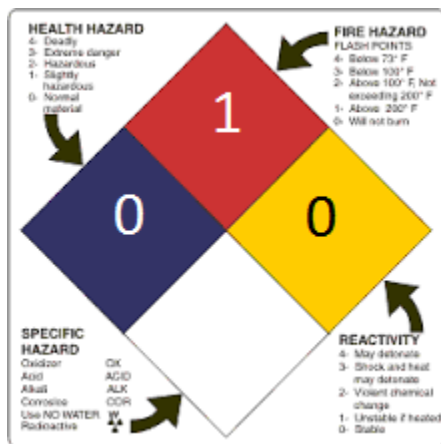 HEALTH HAZARD
4- Deadly
3- Extreme danger
2- Hazardous
1- Slightly
hazardous
0- Normal
material
FIRE HAZARD
FLASH POINTS
4- Below 73° F
3- Below 100° F
2- Above 100° F, Not
exceeding 200° F
1- Above 200° F
0- Will not burn
1
0
0
SPECIFIC
HAZARD
Oxidizer OX
Acid ACID
Alkali ALK
Corrosive COR
Use NO WATER W
Radioactive
REACTIVITY
4- May detonate
3- Shock and heat
may detonate
2- Violent chemical
change
1- Unstable if heated
0- Stable